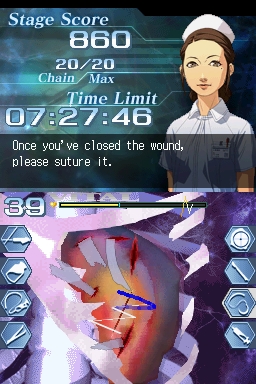 Stage Score
860
20/20
Chain / Max
Time Limit
07:27:46
Once you've closed the wound,
please suture it.
39